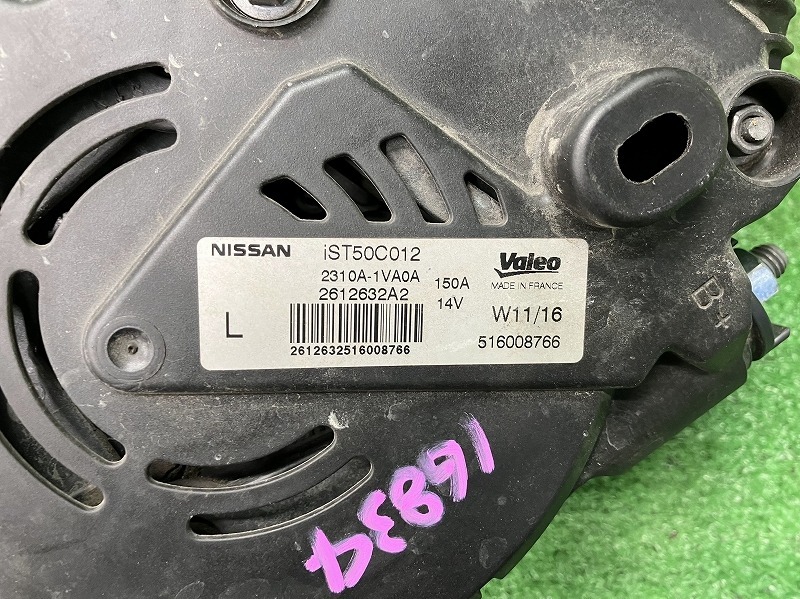 NISSAN iST50C012 Valeo
2310A-1VA0A 150A MADE IN FRANCE
2612632A2 14V
L W11/16
2612632516008766 516008766
B+
16834